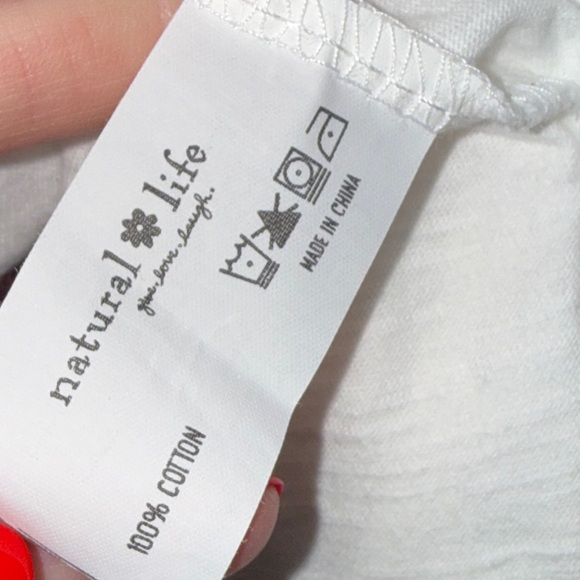 natural life
give.love.laugh.
MADE IN CHINA
100% COTTON